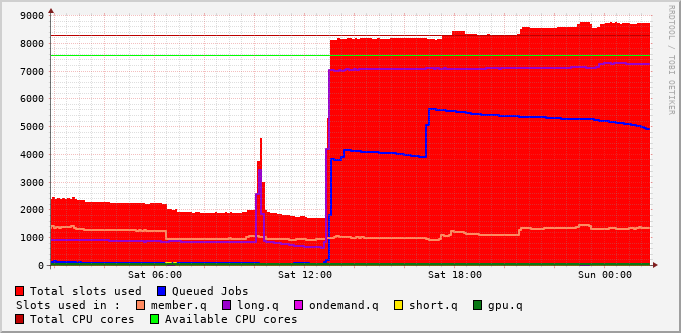 RRDTOOL / TOBI OETIKER
9000
8000
7000
6000
5000
4000
3000
2000
1000
0
Sat 06:00 Sat 12:00 Sat 18:00 Sun 00:00
Total slots used Queued Jobs
Slots used in : member.q long.q ondemand.q short.q gpu.q
Total CPU cores Available CPU cores